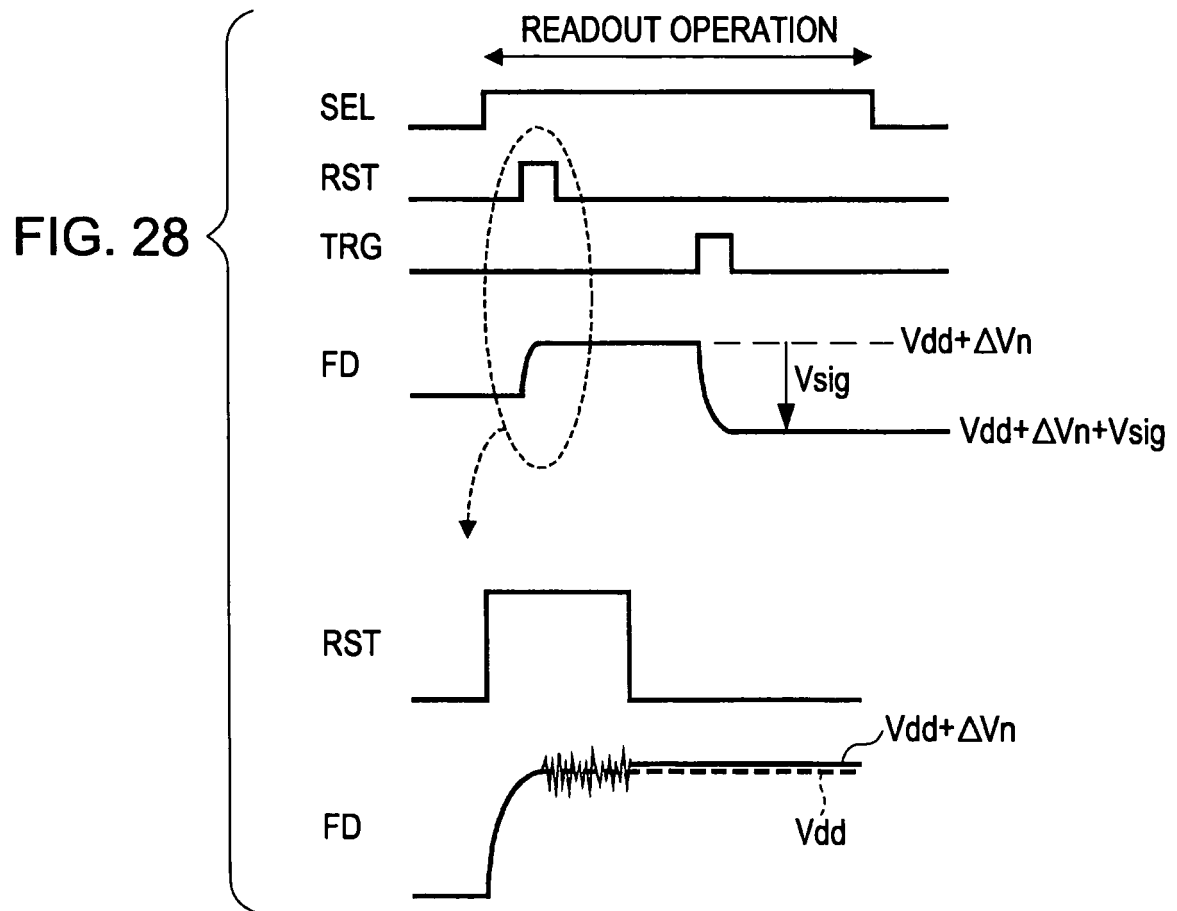 READOUT OPERATION
SEL
RST
FIG. 28
TRG
FD
Vdd+ΔVn
Vsig
Vdd+ΔVn+Vsig
RST
Vdd+ΔVn
FD
Vdd